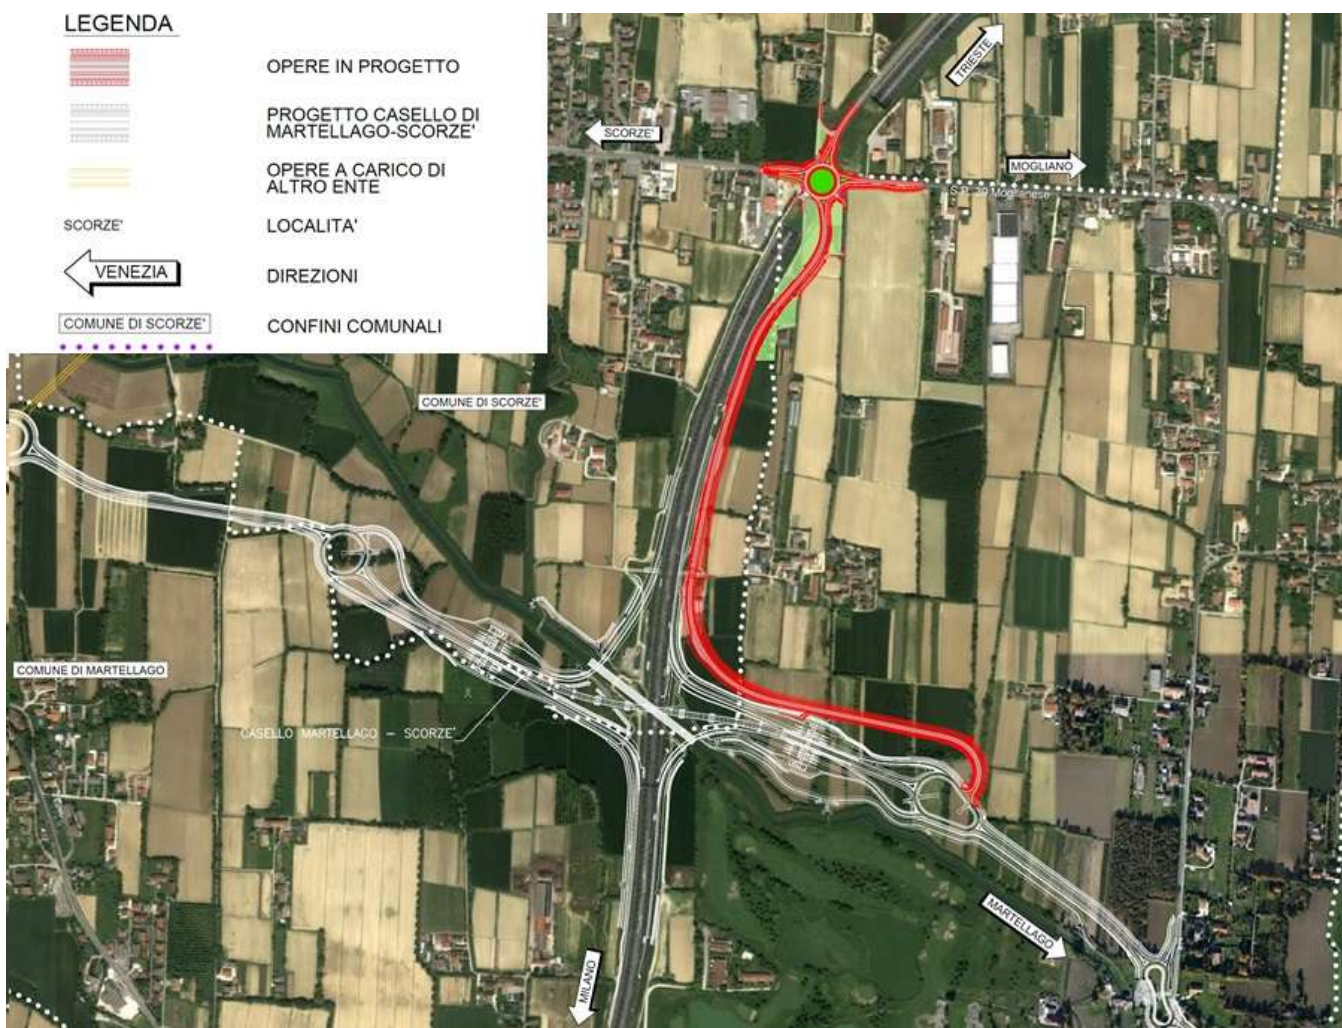 LEGENDA
OPERE IN PROGETTO
PROGETTO CASELLO DI
MARTELLAGO-SCORZE'
OPERE A CARICO DI
ALTRO ENTE
SCORZE'
LOCALITA'
VENEZIA
DIREZIONI
COMUNE DI SCORZE'
CONFINI COMUNALI
TRIESTE
SCORZE'
MOGLIANO
Moglianese
COMUNE DI SCORZE'
COMUNE DI MARTELLAGO
CASELLO MARTELLAGO – SCORZE'
MARTELLAGO
MILANO